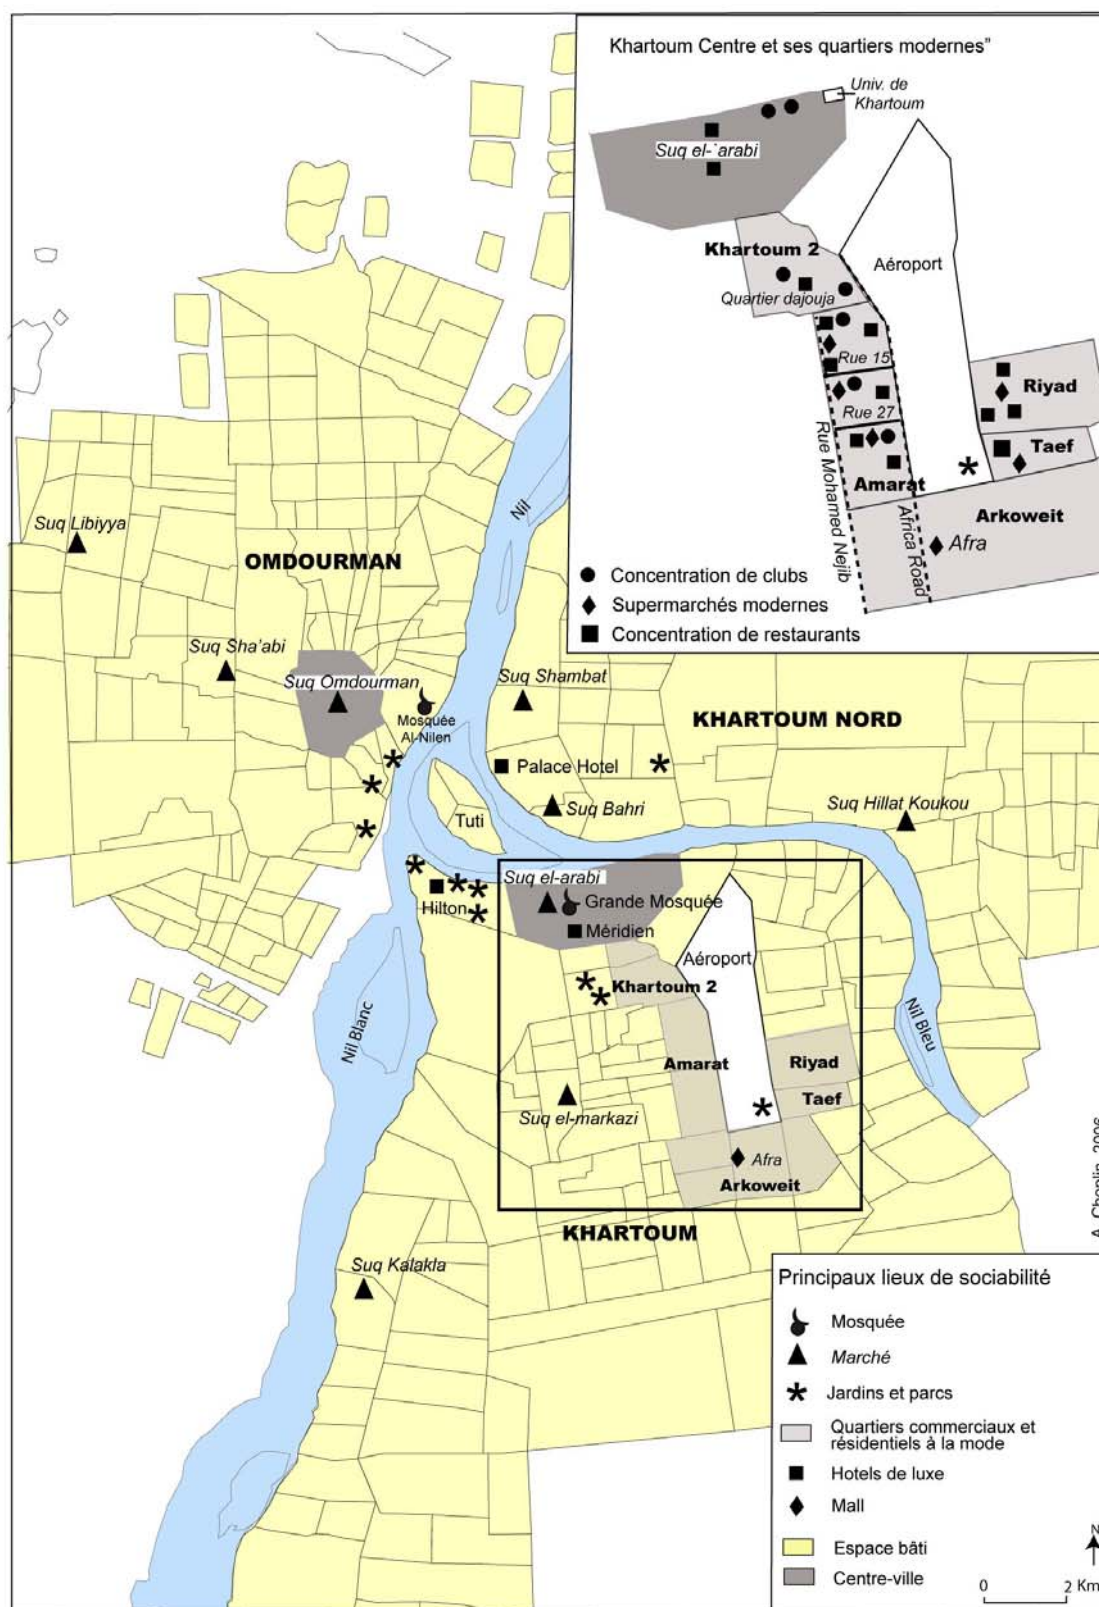 Khartoum Centre et ses quartiers modernes”
Univ. de
Khartoum
Suq el-`arabi
Khartoum 2
Aéroport
Quartier dajouja
Rue 15
Riyad
Rue 27
Taef
Amarat
Rue Mohamed Nejib
Africa Road
Arkoweit
Afra
Concentration de clubs
Supermarchés modernes
Concentration de restaurants
Nil
Suq Libiyya
OMDOURMAN
Suq Sha'abi
Suq Omdourman
Mosquée
Al-Nilen
Suq Shambat
KHARTOUM NORD
Palace Hotel
Suq Bahri
Suq Hillat Koukou
Tuti
Suq el-arabi
Hilton
Grande Mosquée
Méridien
Aéroport
Khartoum 2
Nil Blanc
Nil Bleu
Amarat
Riyad
Taef
Suq el-markazi
Afra
Arkoweit
KHARTOUM
Suq Kalakla
A. Choplin, 2006
Principaux lieux de sociabilité
Mosquée
Marché
Jardins et parcs
Quartiers commerciaux et
résidentiels à la mode
Hotels de luxe
Mall
Espace bâti
Centre-ville
N
0 2 Km